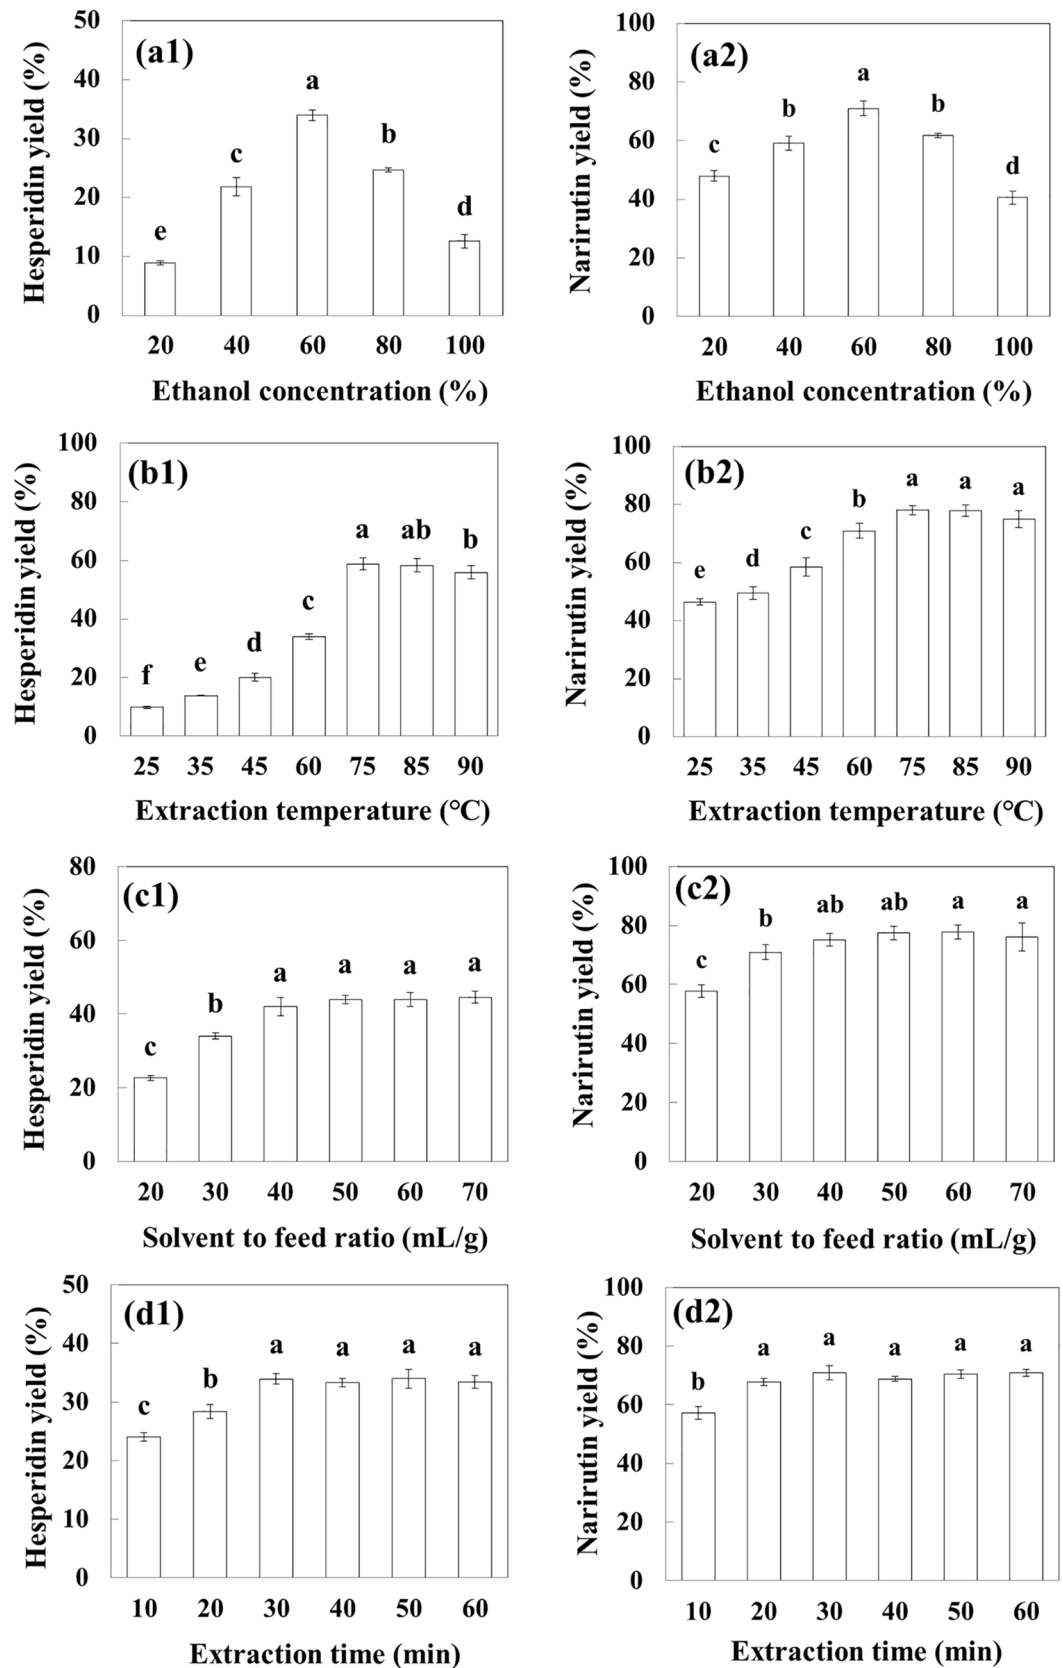 (a1)
Hesperidin yield (%)
50
40
30
20
10
0
e
c
a
b
d
20 40 60 80 100
Ethanol concentration (%)
(a2)
Narirutin yield (%)
100
80
60
40
20
0
c
b
a
b
d
20 40 60 80 100
Ethanol concentration (%)
(b1)
Hesperidin yield (%)
100
80
60
40
20
0
f
e
d
c
a
ab
b
25 35 45 60 75 85 90
Extraction temperature (°C)
(b2)
Narirutin yield (%)
100
80
60
40
20
0
e
d
c
b
a
a
a
25 35 45 60 75 85 90
Extraction temperature (°C)
(c1)
Hesperidin yield (%)
80
60
40
20
0
c
b
a
a
a
a
20 30 40 50 60 70
Solvent to feed ratio (mL/g)
(c2)
Narirutin yield (%)
100
80
60
40
20
0
c
b
ab
ab
a
a
20 30 40 50 60 70
Solvent to feed ratio (mL/g)
(d1)
Hesperidin yield (%)
50
40
30
20
10
0
c
b
a
a
a
a
10 20 30 40 50 60
Extraction time (min)
(d2)
Narirutin yield (%)
100
80
60
40
20
0
b
a
a
a
a
a
10 20 30 40 50 60
Extraction time (min)